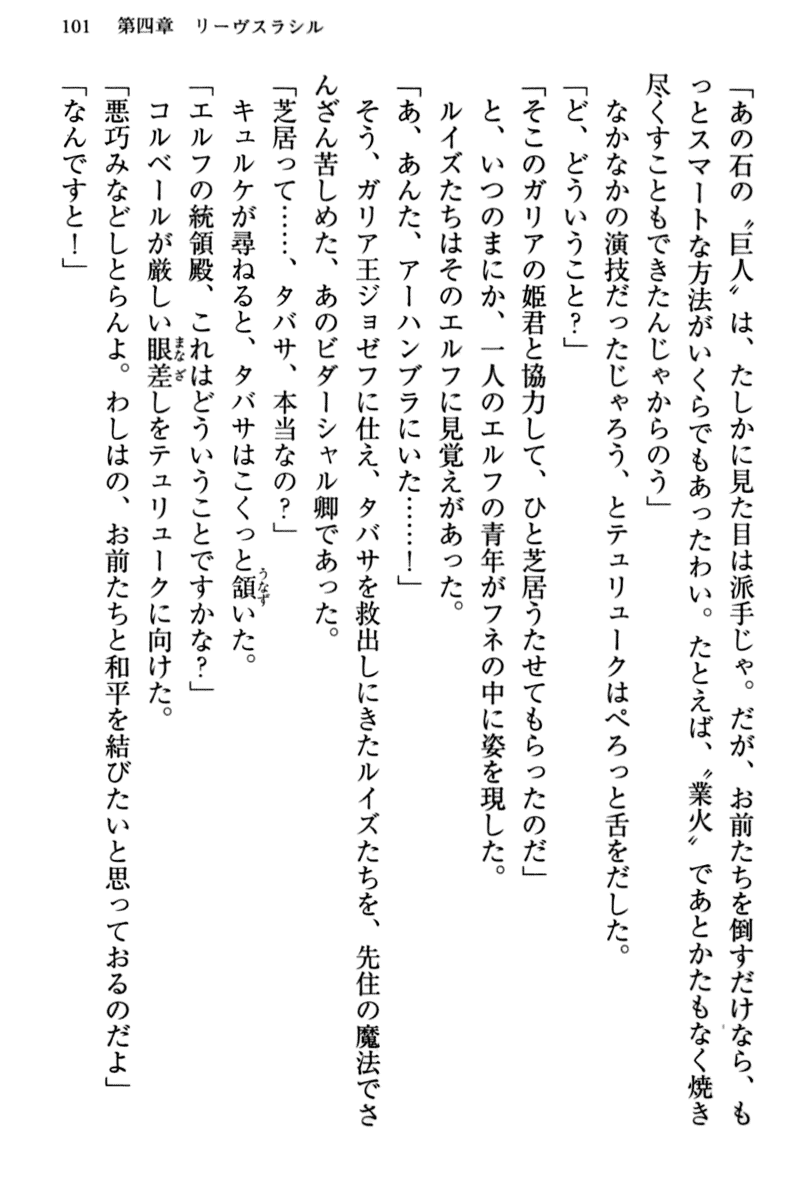 101 第四章 リーヴスラシル
「あの石の〝巨人〟は、たしかに見た目は派手じゃ。だが、お前たちを倒すだけなら、も
っとスマートな方法がいくらでもあったわい。たとえば、〝業火〟であとかたもなく焼き
尽くすこともできたんじゃからのう」
なかなかの演技だったじゃろう、とテュリュークはぺろっと舌をだした。
「ど、どういうこと?」
「そこのガリアの姫君と協力して、ひと芝居うたせてもらったのだ」
と、いつのまにか、一人のエルフの青年がフネの中に姿を現した。
ルイズたちはそのエルフに見覚えがあった。
「あ、あんた、アーハンブラにいた……!」
そう、ガリア王ジョゼフに仕え、タバサを救出しにきたルイズたちを、先住の魔法でさ
んざん苦しめた、あのビダーシャル卿であった。
「芝居って……、タバサ、本当なの?」
キュルケが尋ねると、タバサはこくっと頷いた。
「エルフの統領殿、これはどういうことですかな?」
コルベールが厳しい眼差しをテュリュークに向けた。
「悪巧みなどしとらんよ。わしはの、お前たちと和平を結びたいと思っておるのだよ」
「なんですと!」